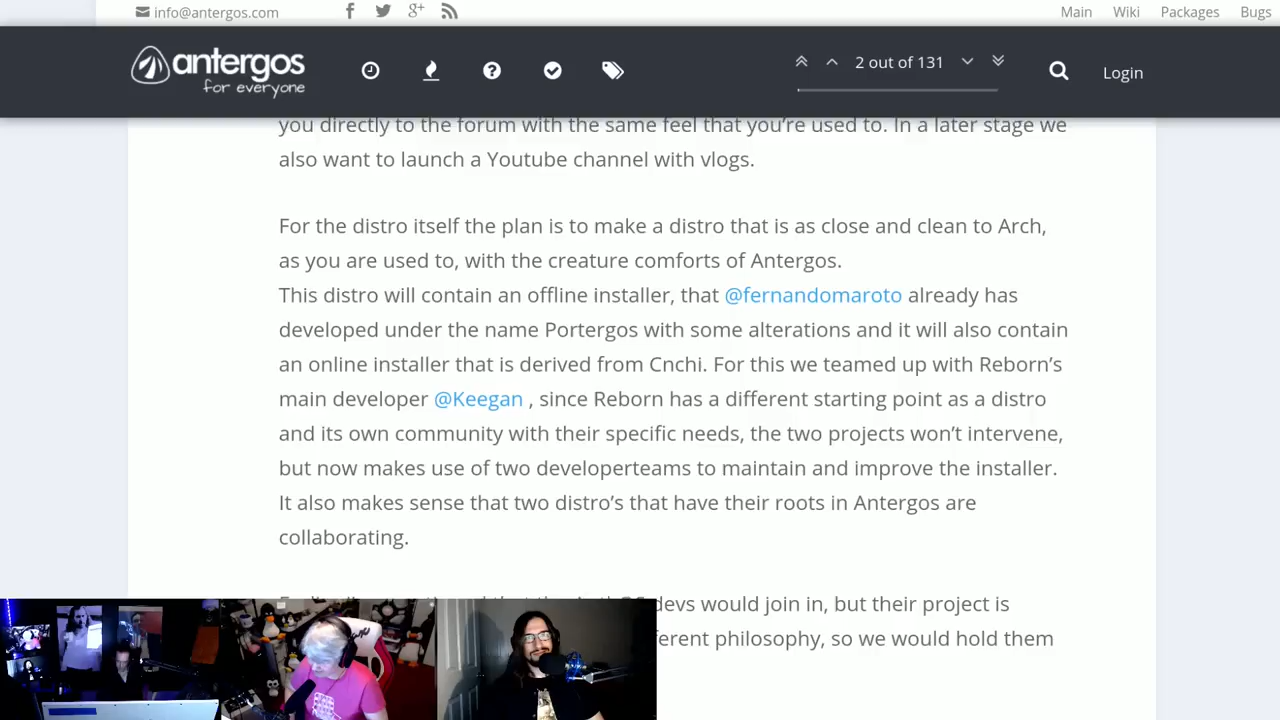 info@antergos.com
Main Wiki Packages Bugs
antergos
for everyone
2 out of 131
Login
you directly to the forum with the same feel that you’re used to. In a later stage we
also want to launch a Youtube channel with vlogs.
For the distro itself the plan is to make a distro that is as close and clean to Arch,
as you are used to, with the creature comforts of Antergos.
This distro will contain an offline installer, that @fernandomaroto already has
developed under the name Portergos with some alterations and it will also contain
an online installer that is derived from Cnchi. For this we teamed up with Reborn’s
main developer @Keegan , since Reborn has a different starting point as a distro
and its own community with their specific needs, the two projects won’t intervene,
but now makes use of two developerteams to maintain and improve the installer.
It also makes sense that two distro’s that have their roots in Antergos are
collaborating.
devs would join in, but their project is
philosophy, so we would hold them